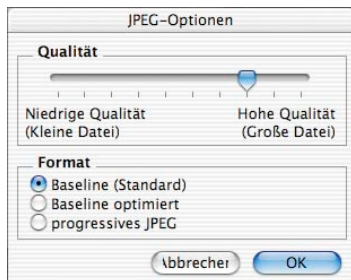 JPEG-Optionen
Qualität
Niedrige Qualität
(Kleine Datei)
Hohe Qualität
(Große Datei)
Format
Baseline (Standard)
Baseline optimiert
progressives JPEG
\bbrecher
OK